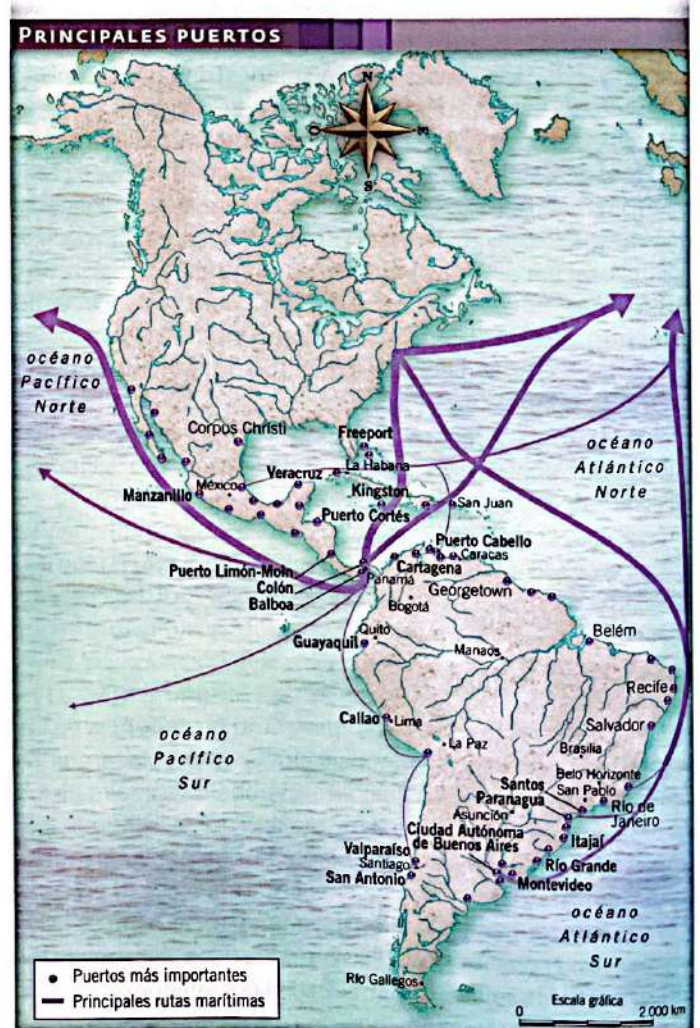 PRINCIPALES PUERTOS
N
O
E
S
océano
Pacífico
Norte
Corpos Christi
Freeport
La Habana
océano
Atlántico
Norte
México
Veracruz
Manzanillo
Kingston
San Juan
Puerto Cortés
Puerto Cabello
Caracas
Puerto Limón-Moín
Colón
Balboa
Panamá
Cartagena
Georgetown
Bogotá
Quito
Guayaquil
Manaos
Belém
Recife
Callao
Lima
Salvador
océano
Pacífico
Sur
La Paz
Brasilia
Belo Horizonte
Santos
San Pablo
Paranagua
Río de
Janeiro
Asunción
Ciudad Autónoma
de Buenos Aires
Itajaí
Valparaíso
Santiago
San Antonio
Río Grande
Montevideo
océano
Atlántico
Sur
Río Gallegos
Puertos más importantes
Principales rutas marítimas
Escala gráfica
0 2 000 km